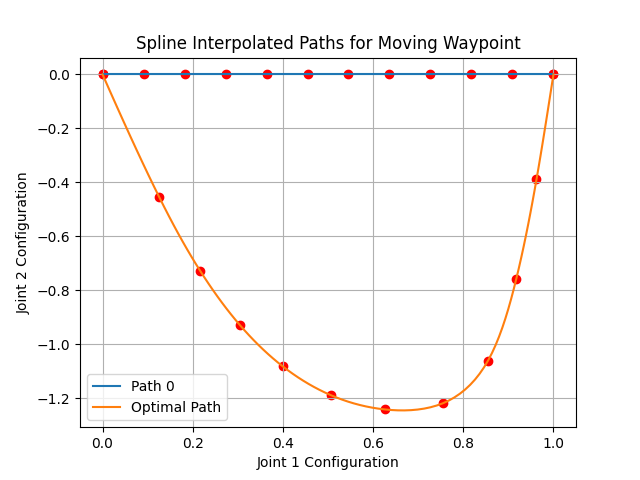 Spline Interpolated Paths for Moving Waypoint
0.0
−0.2
−0.4
−0.6
−0.8
−1.0
−1.2
Joint 2 Configuration
Path 0
Optimal Path
0.0 0.2 0.4 0.6 0.8 1.0
Joint 1 Configuration